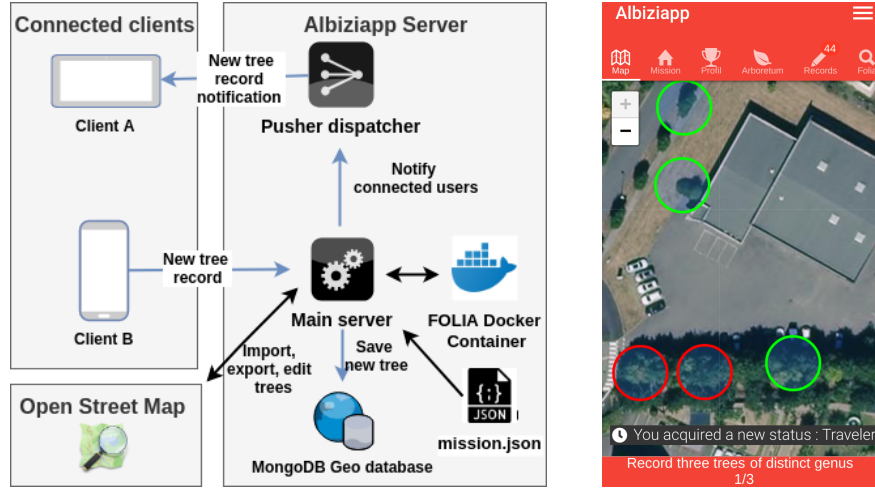 Connected clients
Albiziapp Server
New tree
record
notification
Client A
Pusher dispatcher
Notify
connected users
New tree
record
Client B
Main server
FOLIA Docker
Container
Import,
export, edit
trees
Save
new tree
{;}
JSON
mission.json
MongoDB Geo database
Open Street Map
Albiziapp
44
Map
Mission
Profil
Arboretum
Records
Folia
+
−
You acquired a new status : Traveler
Record three trees of distinct genus
1/3